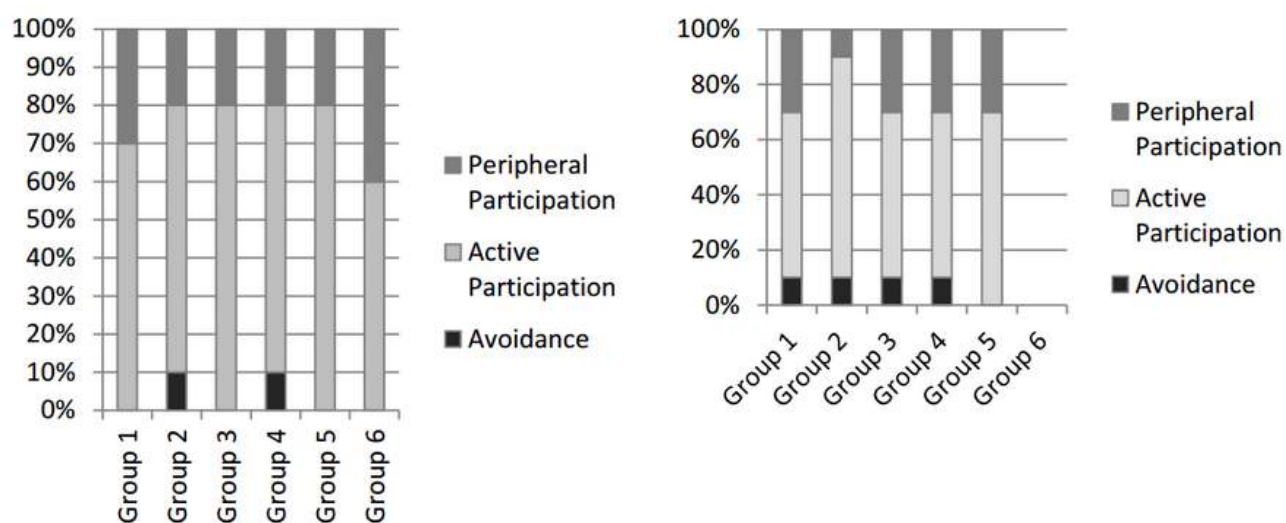 100%
90%
80%
70%
60%
50%
40%
30%
20%
10%
0%
Group 1
Group 2
Group 3
Group 4
Group 5
Group 6
Peripheral
Participation
Active
Participation
Avoidance
100%
80%
60%
40%
20%
0%
Group 1
Group 2
Group 3
Group 4
Group 5
Group 6
Peripheral
Participation
Active
Participation
Avoidance